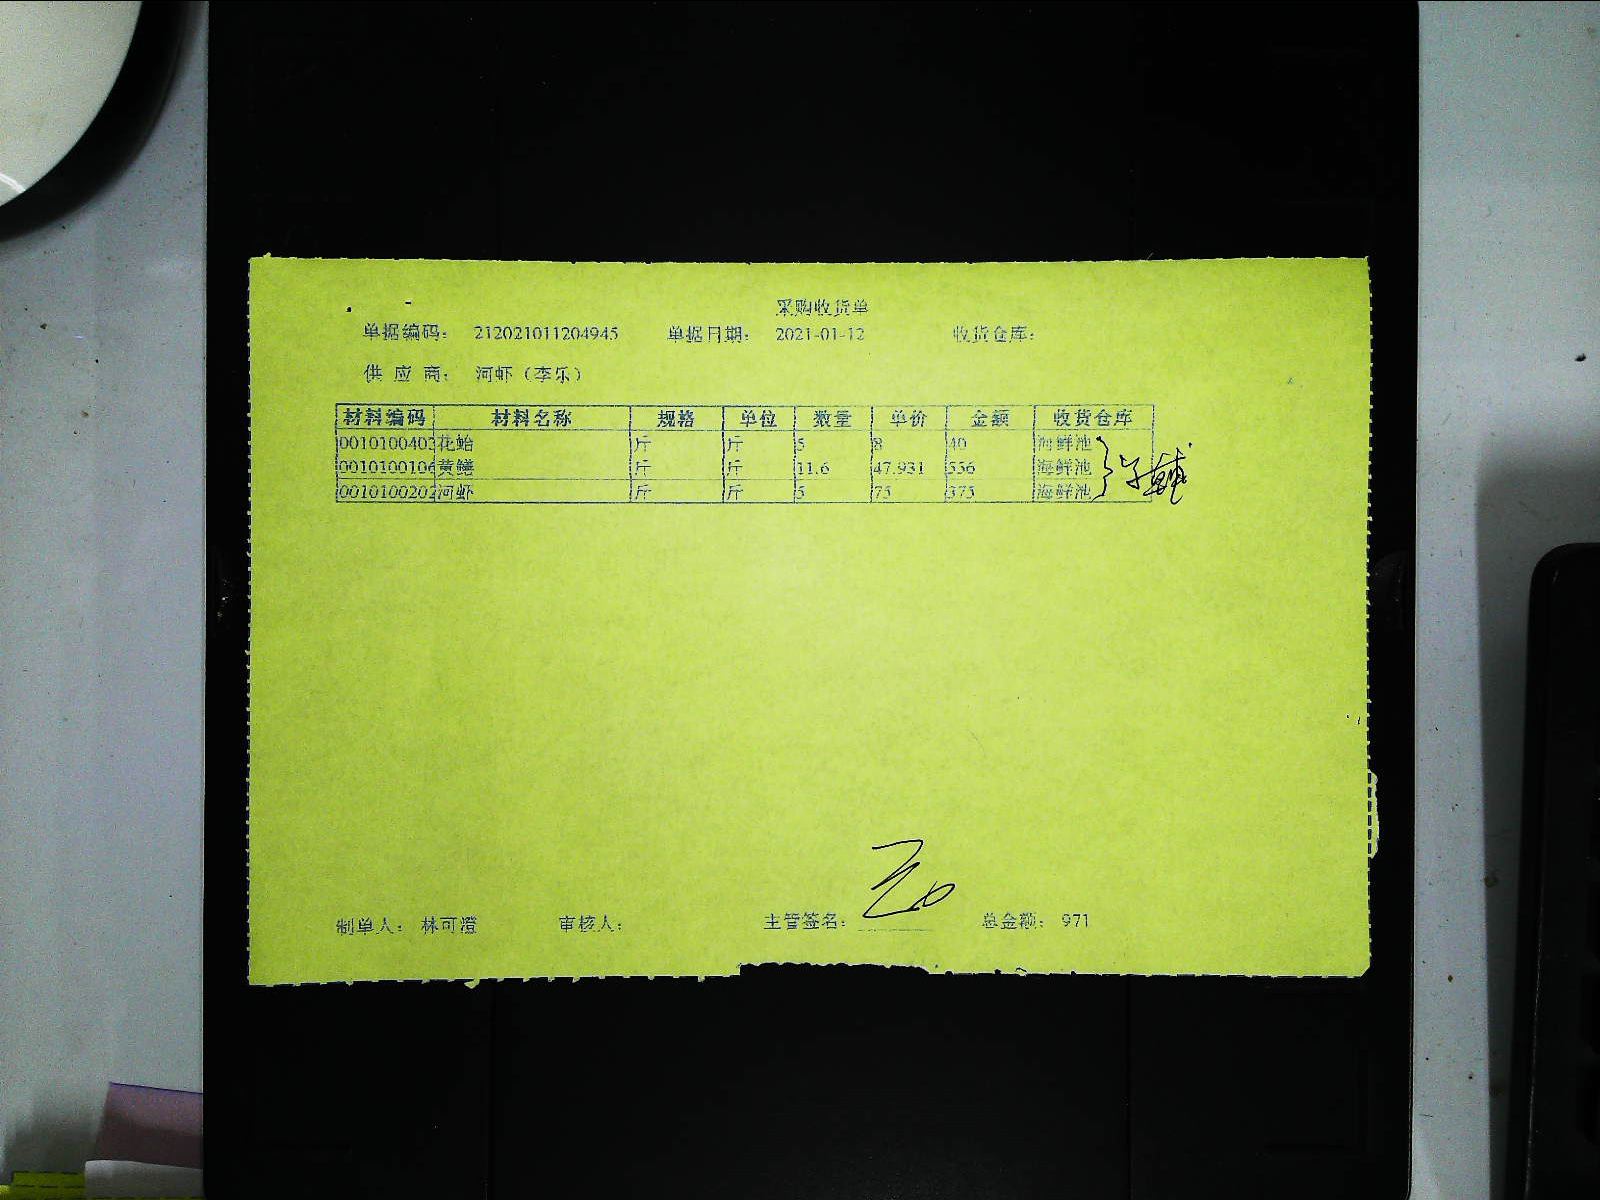 采购收货单
单据编码： 212021011204945 单据日期： 2021-01-12 收货仓库：
供应商： 河虾（李乐）
材料编码 材料名称 规格 单位 数量 单价 金额 收货仓库
0010100403 花蛤 斤 斤 5 8 40 海鲜池
0010100106 黄鳝 斤 斤 11.6 47.931 556 海鲜池
0010100202 河虾 斤 斤 5 75 375 海鲜池
制单人： 林可澄 审核人： 主管签名： 总金额： 971